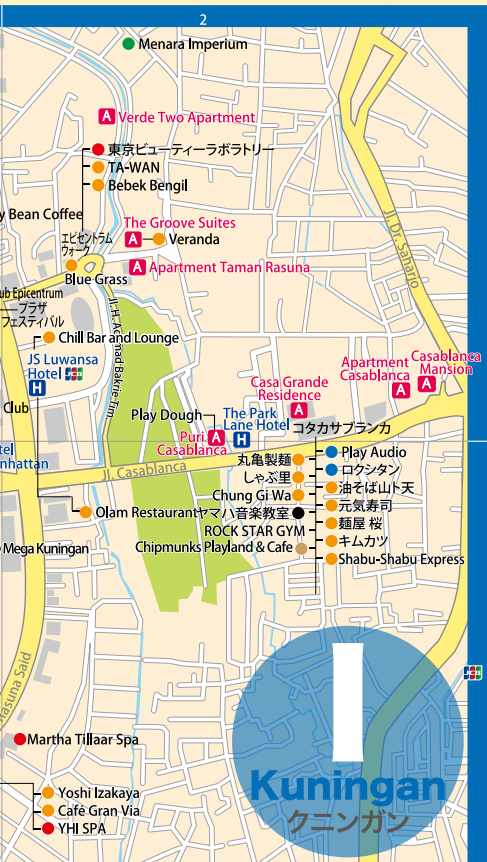 2
Menara Imperium
A Verde Two Apartment
東京ビューティーラボラトリー
TA-WAN
Bebek Bengil
y Bean Coffee
The Groove Suites
A
Veranda
エピセントラム
ウォーク
A Apartment Taman Rasuna
Blue Grass
ub Epicentrum
プラザ
フェスティバル
Jl. H. Achmad Bakrie Tim.
Jl. Dr. Saharjo
Chill Bar and Lounge
JS Luwansa
Hotel JCB
H
Club
Apartment
Casablanca
A
Casablanca
Mansion
A
Casa Grande
Residence
A
Play Dough
The Park
Lane Hotel
H
Puri
Casablanca
A
コタカサブランカ
tel
anhattan
Jl. Casablanca
丸亀製麺
しゃぶ里
Chung Gi Wa
Play Audio
ロクシタン
油そば山ト天
元気寿司
麺屋 桜
キムカツ
Shabu-Shabu Express
Olam Restaurant
ヤマハ音楽教室
ROCK STAR GYM
Chipmunks Playland & Cafe
Mega Kuningan
Rasuna Said
JCB
Martha Tillaar Spa
Yoshi Izakaya
Café Gran Via
YHI SPA
I
Kuningan
クニンガン